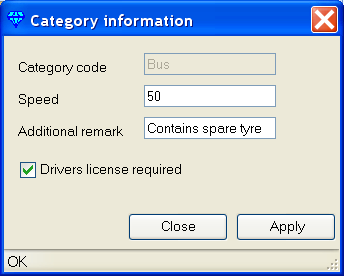 Category information
Category code Bus
Speed 50
Additional remark Contains spare tyre
Drivers license required
Close Apply
OK